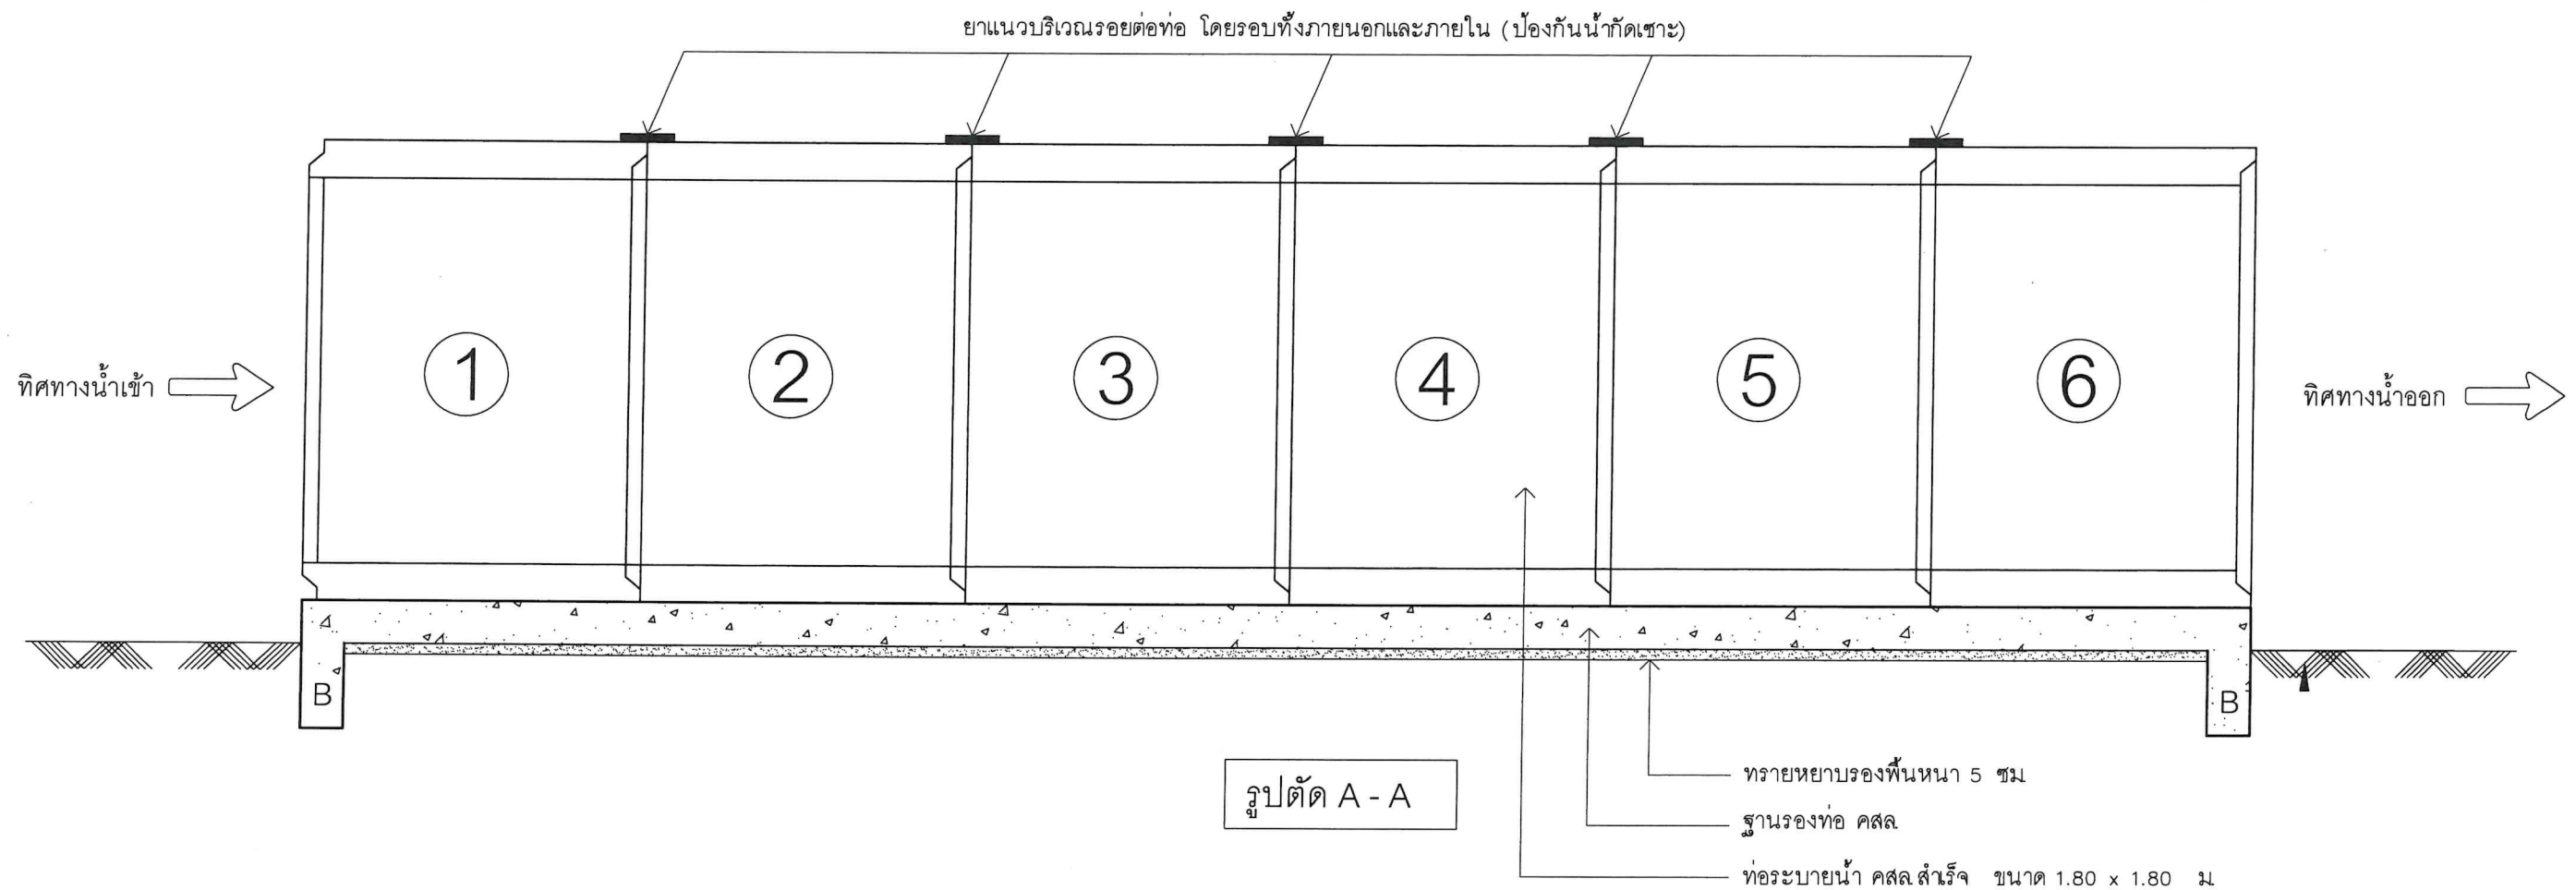 ยาแนวบริเวณรอยต่อท่อ โดยรอบทั้งภายนอกและภายใน (ป้องกันน้ำกัดเซาะ)
ทิศทางน้ำเข้า
1
2
3
4
5
6
ทิศทางน้ำออก
B
B
รูปตัด A - A
ทรายหยาบรองพื้นหนา 5 ซม.
ฐานรองท่อ คสล.
ท่อระบายน้ำ คสล.สำเร็จ ขนาด 1.80 x 1.80 ม.